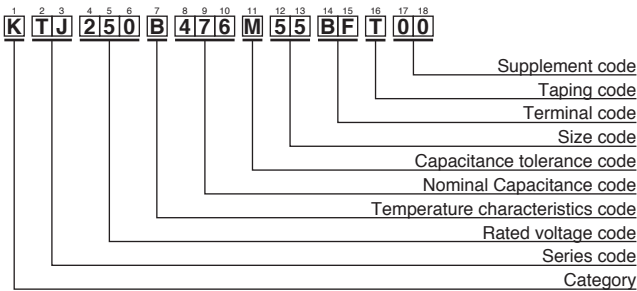 1 2 3 4 5 6 7 8 9 10 11 12 13 14 15 16 17 18
K T J 2 5 0 B 4 7 6 M 5 5 B F T 0 0
Supplement code
Taping code
Terminal code
Size code
Capacitance tolerance code
Nominal Capacitance code
Temperature characteristics code
Rated voltage code
Series code
Category